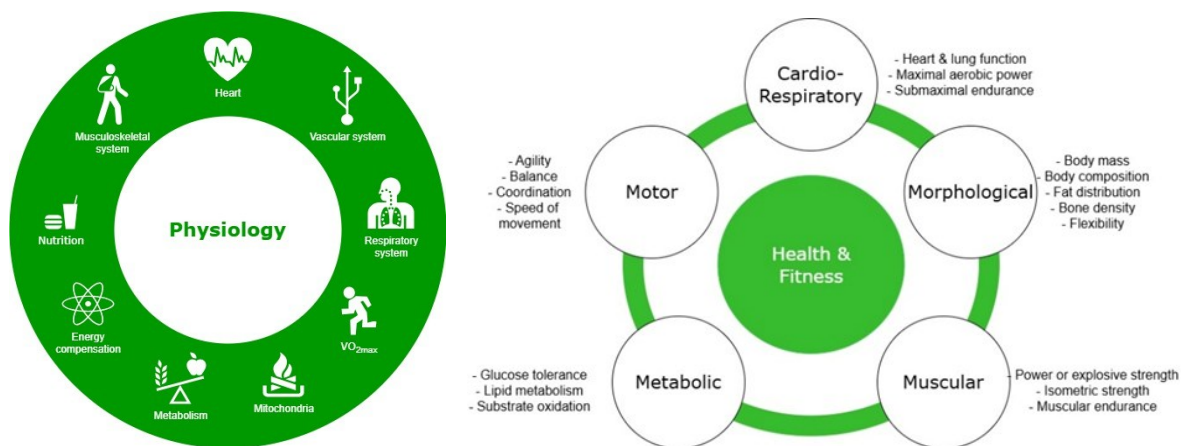 Heart
Vascular system
Respiratory
system
VO2max
Mitochondria
Metabolism
Energy
compensation
Nutrition
Musculoskeletal
system
Physiology
Cardio-
Respiratory
- Heart & lung function
- Maximal aerobic power
- Submaximal endurance
Morphological
- Body mass
- Body composition
- Fat distribution
- Bone density
- Flexibility
Muscular
- Power or explosive strength
- Isometric strength
- Muscular endurance
Metabolic
- Glucose tolerance
- Lipid metabolism
- Substrate oxidation
Motor
- Agility
- Balance
- Coordination
- Speed of
movement
Health &
Fitness